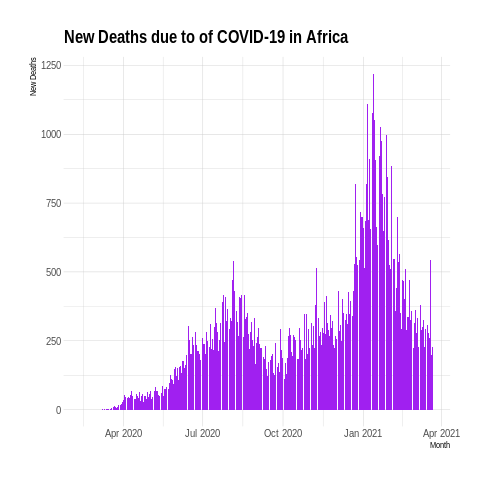 New Deaths due to of COVID-19 in Africa
New Deaths
1250
1000
750
500
250
0
Apr 2020 Jul 2020 Oct 2020 Jan 2021 Apr 2021
Month